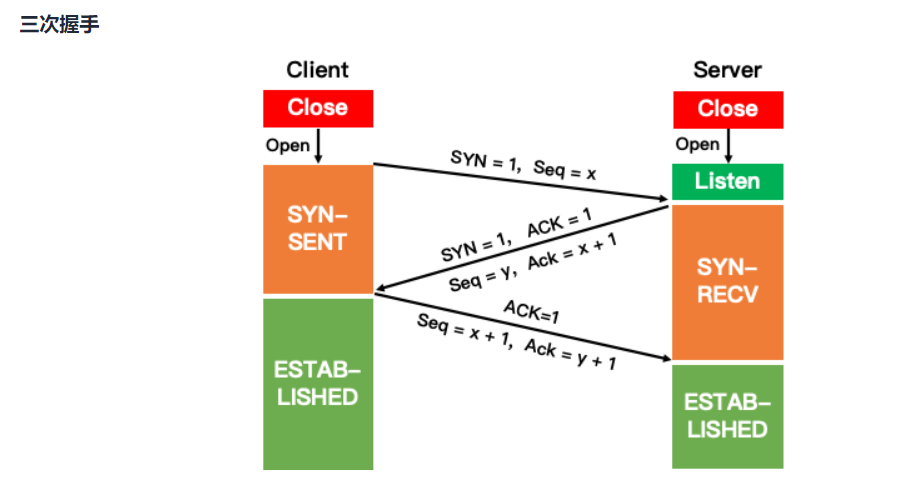 三次握手
Client
Server
Close
Close
Open
Open
SYN = 1, Seq = x
Listen
SYN-
SENT
SYN = 1, ACK = 1
Seq = y, Ack = x + 1
SYN-
RECV
ACK=1
Seq = x + 1, Ack = y + 1
ESTAB-
LISHED
ESTAB-
LISHED